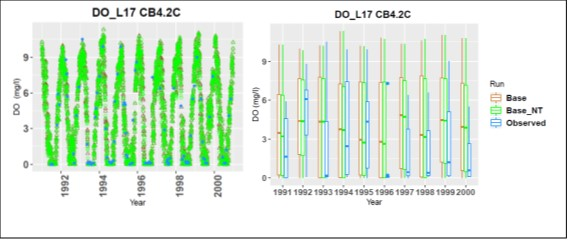 DO_L17 CB4.2C
DO (mg/l)
9
6
3
0
1992
1994
1996
1998
2000
Year
DO_L17 CB4.2C
DO (mg/l)
9
6
3
0
1991 1992 1993 1994 1995 1996 1997 1998 1999 2000
Year
Run
Base
Base_NT
Observed